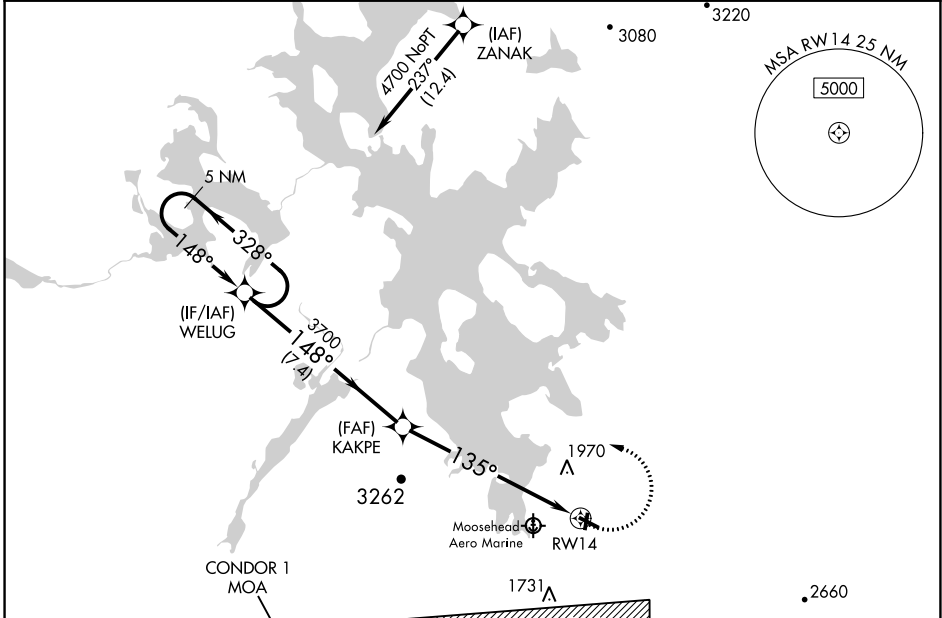 3220
3080
(IAF)
ZANAK
4700 NoPT
237°
(12.4)
MSA RW14 25 NM
5000
5 NM
328°
148°
(IF/IAF)
WELUG
3700
148°
(7.4)
(FAF)
KAKPE
135°
1970
3262
Moosehead
Aero Marine
RW14
CONDOR 1
MOA
1731
2660